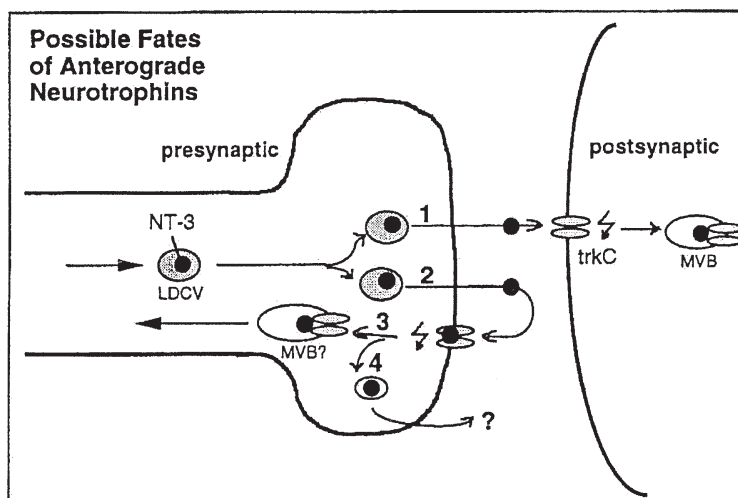 Possible Fates
of Anterograde
Neurotrophins
presynaptic
postsynaptic
NT-3
LDCV
1
2
trkC
MVB
3
MVB?
4
?